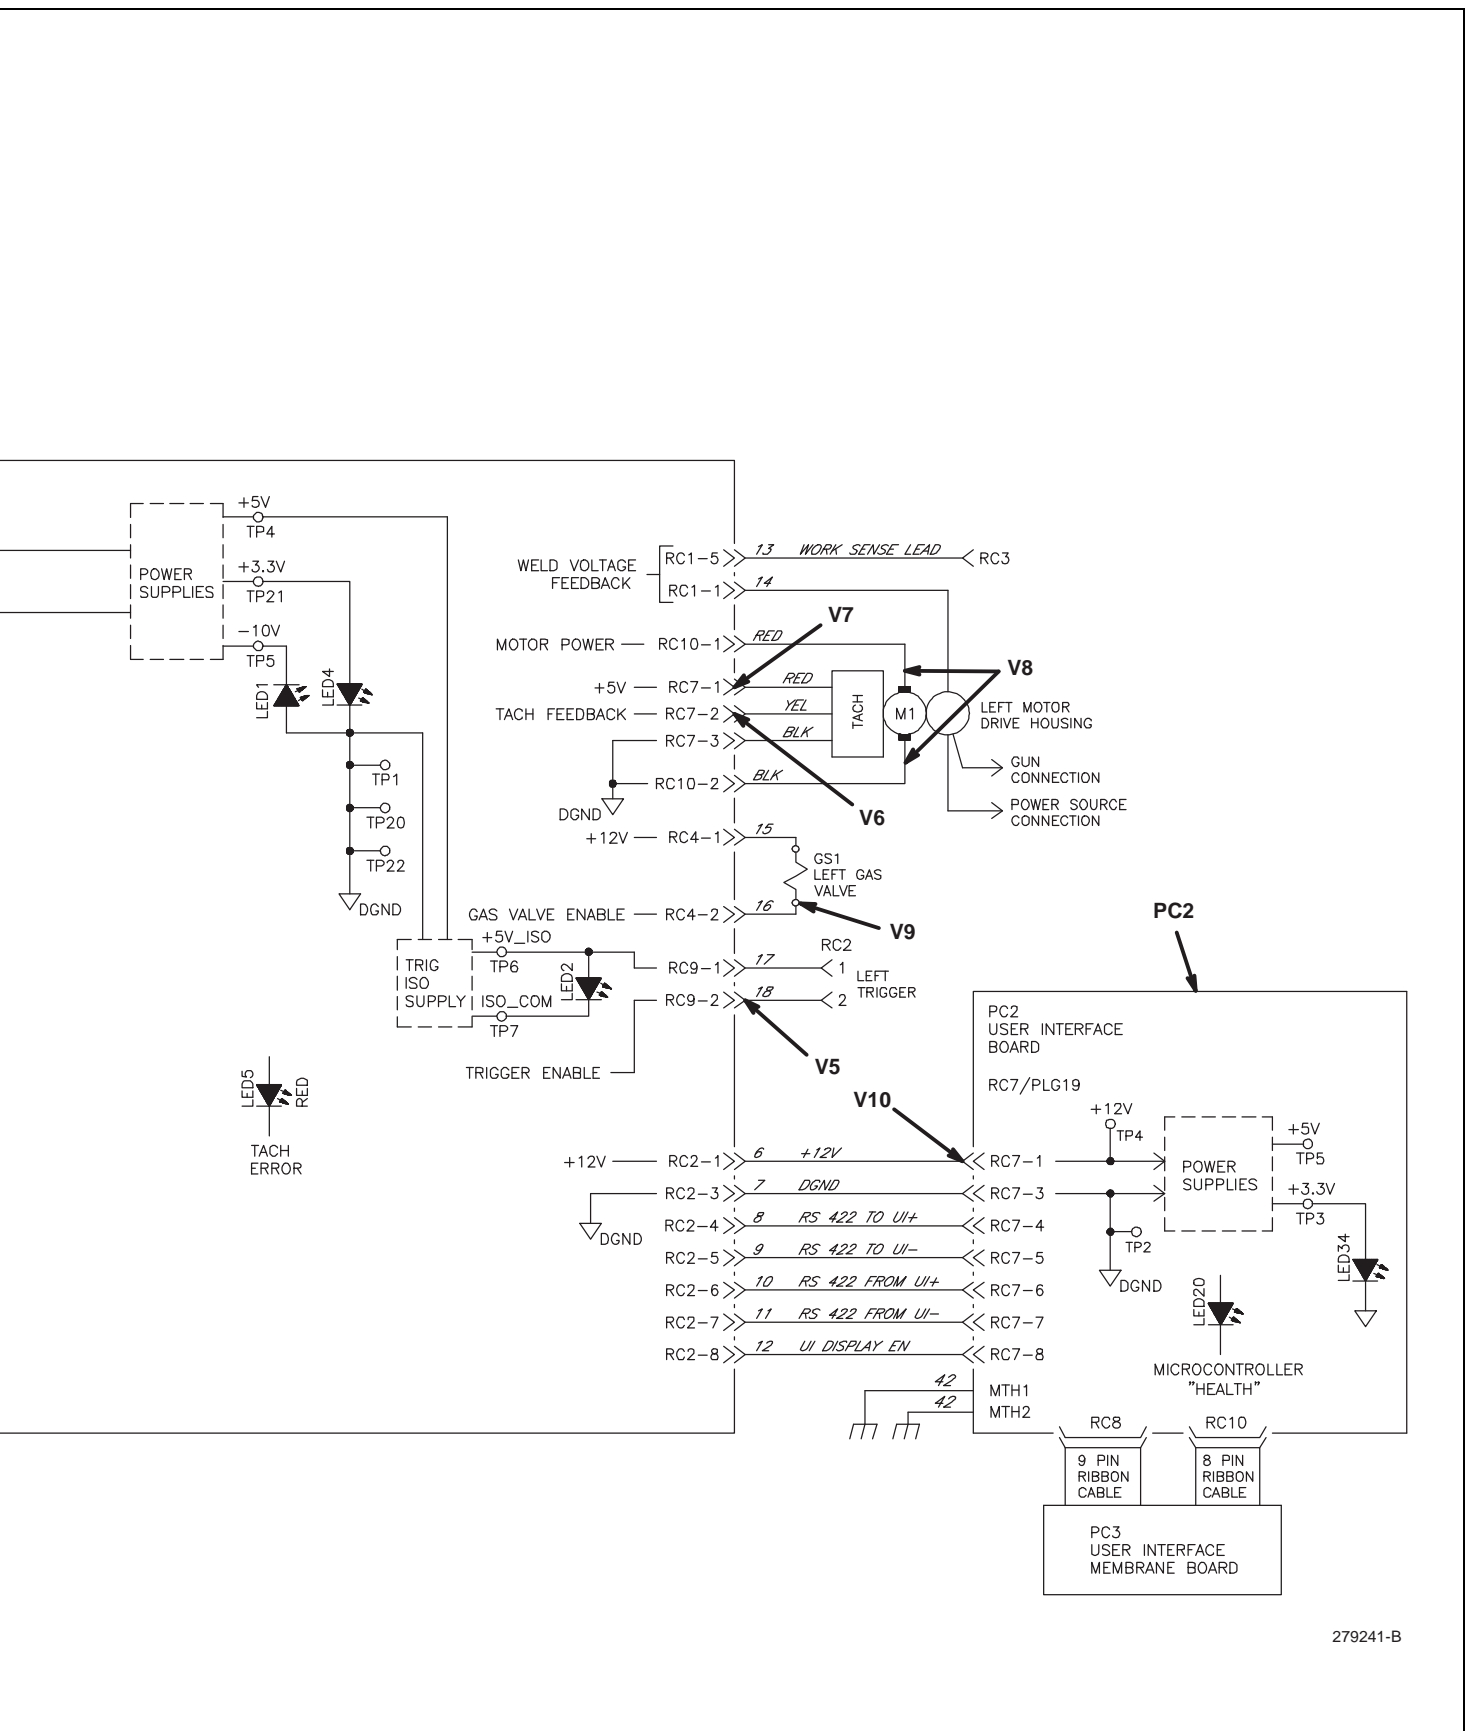 +5V
TP4
+3.3V
TP21
-10V
TP5
POWER
SUPPLIES
LED1
LED4
TP1
TP20
TP22
DGND
WELD VOLTAGE
FEEDBACK
RC1-5
13
WORK SENSE LEAD
RC3
RC1-1
14
V7
MOTOR POWER
RC10-1
RED
V8
+5V
RC7-1
RED
TACH FEEDBACK
RC7-2
YEL
TACH
M1
LEFT MOTOR
DRIVE HOUSING
RC7-3
BLK
RC10-2
BLK
GUN
CONNECTION
POWER SOURCE
CONNECTION
DGND
V6
+12V
RC4-1
15
GS1
LEFT GAS
VALVE
GAS VALVE ENABLE
RC4-2
16
V9
PC2
TRIG
ISO
SUPPLY
+5V_ISO
TP6
ISO_COM
TP7
LED2
RC9-1
17
RC2
1
LEFT
TRIGGER
RC9-2
18
2
TRIGGER ENABLE
V5
LED5
RED
TACH
ERROR
V10
PC2
USER INTERFACE
BOARD
RC7/PLG19
+12V
TP4
POWER
SUPPLIES
+5V
TP5
+3.3V
TP3
+12V
RC2-1
6
+12V
RC7-1
RC2-3
7
DGND
RC7-3
DGND
RC2-4
8
RS 422 TO UI+
RC7-4
TP2
RC2-5
9
RS 422 TO UI-
RC7-5
DGND
LED34
RC2-6
10
RS 422 FROM UI+
RC7-6
LED20
RC2-7
11
RS 422 FROM UI-
RC7-7
RC2-8
12
UI DISPLAY EN
RC7-8
MICROCONTROLLER
"HEALTH"
42
MTH1
42
MTH2
RC8
RC10
9 PIN
RIBBON
CABLE
8 PIN
RIBBON
CABLE
PC3
USER INTERFACE
MEMBRANE BOARD
279241-B